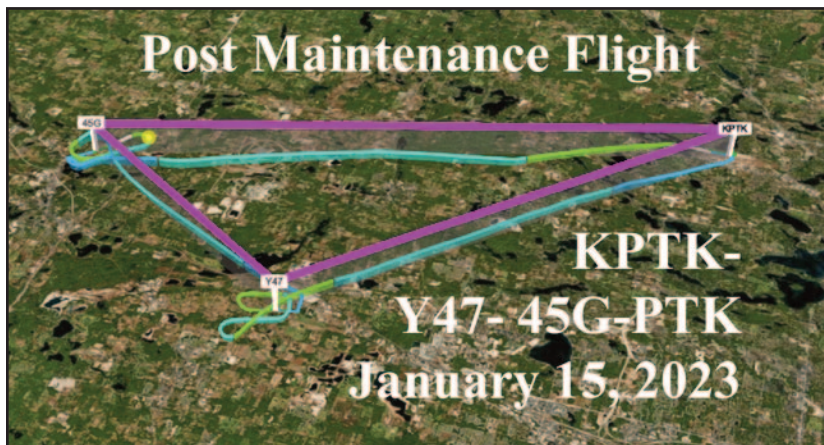 Post Maintenance Flight
45G
KPTK
Y47
KPTK-
Y47- 45G-PTK
January 15, 2023